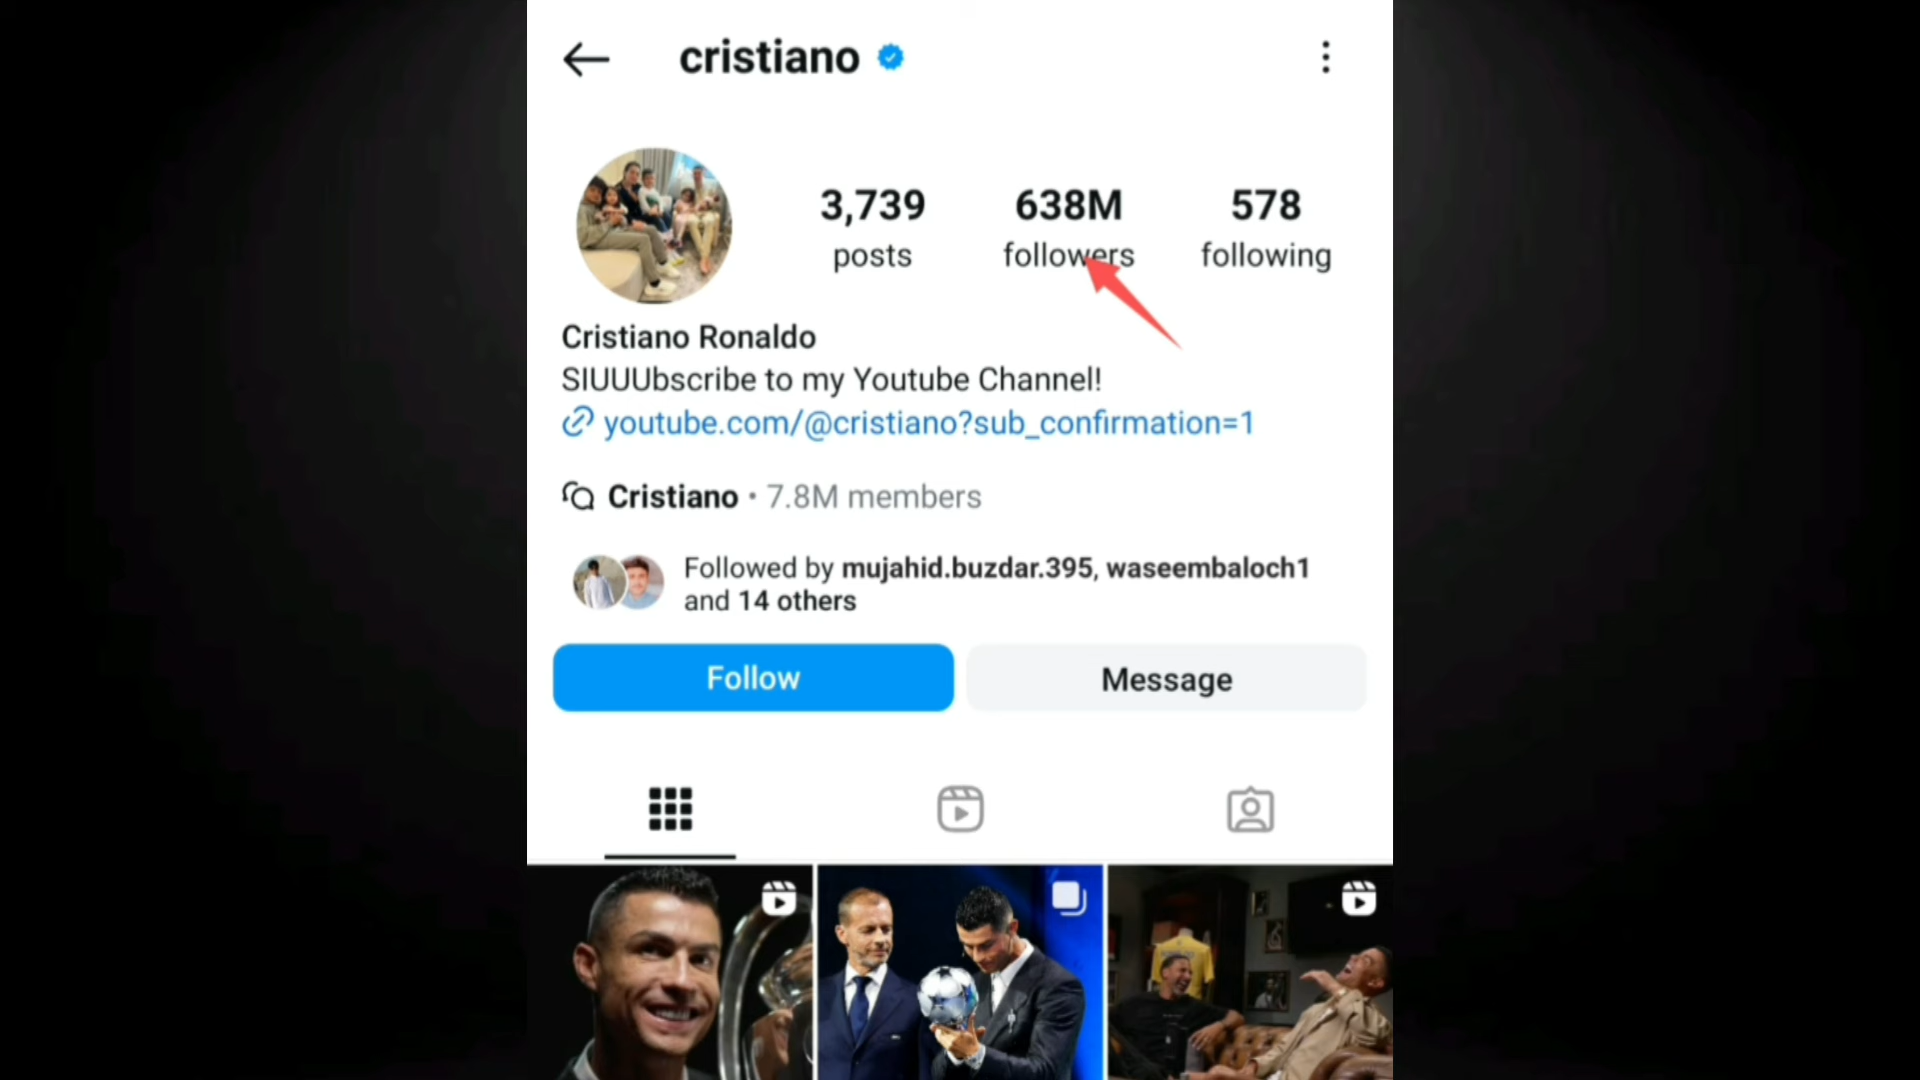 cristiano
3,739 638M 578
posts followers following
Cristiano Ronaldo
SIUUUbscribe to my Youtube Channel!
youtube.com/@cristiano?sub_confirmation=1
Cristiano • 7.8M members
Followed by mujahid.buzdar.395, waseembaloch1
and 14 others
Follow Message